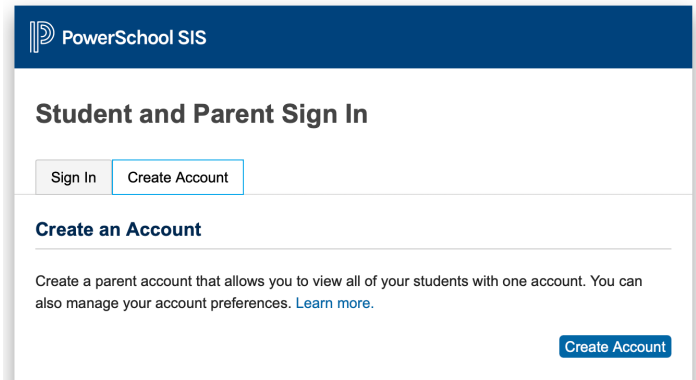 PowerSchool SIS
Student and Parent Sign In
Sign In
Create Account
Create an Account
Create a parent account that allows you to view all of your students with one account. You can
also manage your account preferences. Learn more.
Create Account